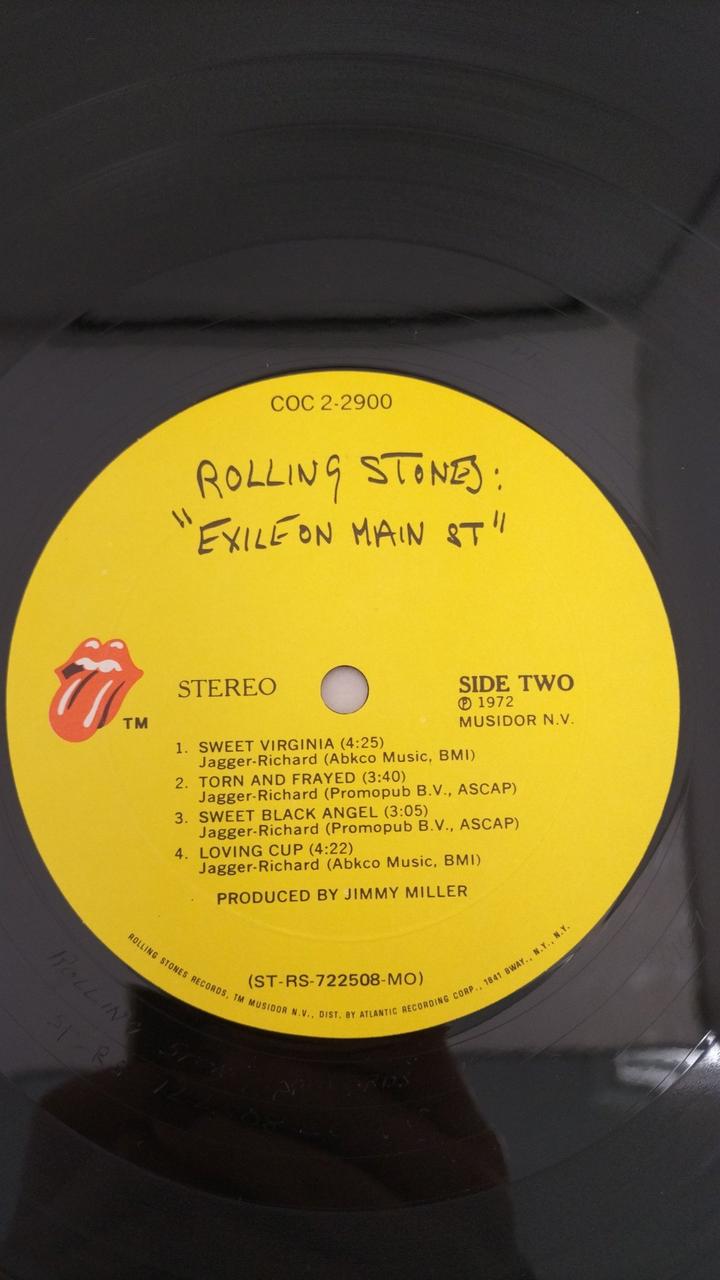 COC 2-2900
ROLLING STONES:
"EXILE ON MAIN ST"
TM
STEREO
SIDE TWO
Ⓟ 1972
MUSIDOR N.V.
1. SWEET VIRGINIA (4:25)
Jagger-Richard (Abkco Music, BMI)
2. TORN AND FRAYED (3:40)
Jagger-Richard (Promopub B.V., ASCAP)
3. SWEET BLACK ANGEL (3:05)
Jagger-Richard (Promopub B.V., ASCAP)
4. LOVING CUP (4:22)
Jagger-Richard (Abkco Music, BMI)
PRODUCED BY JIMMY MILLER
(ST-RS-722508-MO)
ROLLING STONES RECORDS, TM MUSIDOR N.V., DIST. BY ATLANTIC RECORDING CORP., 1841 BWAY., N.Y., N.Y.
ROLLING